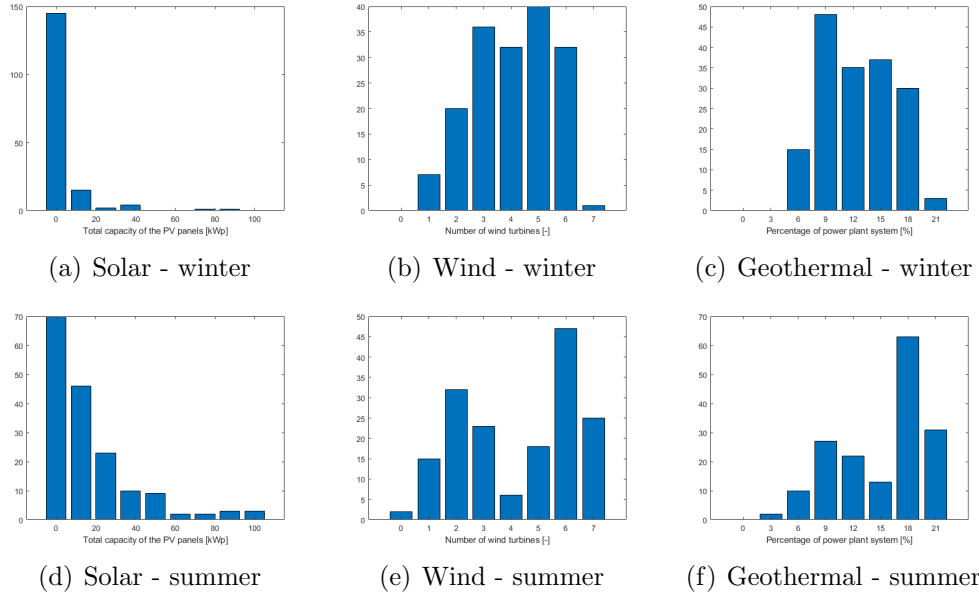 150
100
50
0
0 20 40 60 80 100
Total capacity of the PV panels [kWp]
(a) Solar - winter
40
35
30
25
20
15
10
5
0
0 1 2 3 4 5 6 7
Number of wind turbines [-]
(b) Wind - winter
50
45
40
35
30
25
20
15
10
5
0
0 3 6 9 12 15 18 21
Percentage of power plant system [%]
(c) Geothermal - winter
70
60
50
40
30
20
10
0
0 20 40 60 80 100
Total capacity of the PV panels [kWp]
(d) Solar - summer
50
45
40
35
30
25
20
15
10
5
0
0 1 2 3 4 5 6 7
Number of wind turbines [-]
(e) Wind - summer
70
60
50
40
30
20
10
0
0 3 6 9 12 15 18 21
Percentage of power plant system [%]
(f) Geothermal - summer